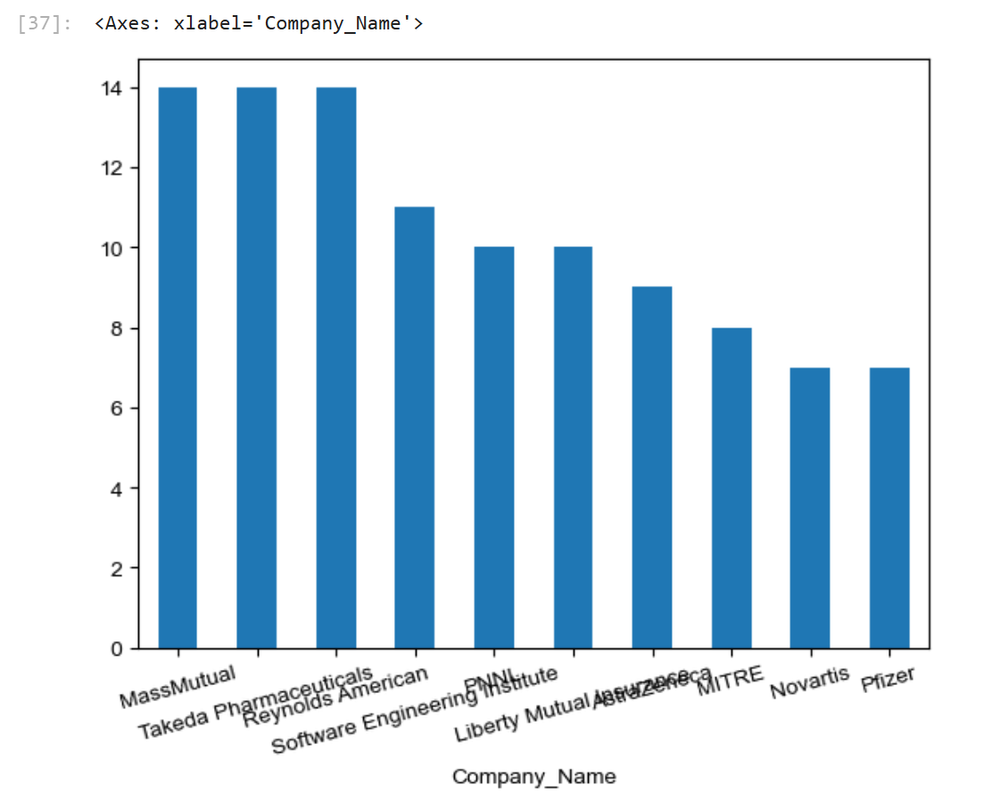 [37]: <Axes: xlabel='Company_Name'>
14
12
10
8
6
4
2
0
MassMutual
Takeda Pharmaceuticals
Reynolds American
Software Engineering Institute
PNNL
Liberty Mutual Insurance
AstraZeneca
MITRE
Novartis
Pfizer
Company_Name